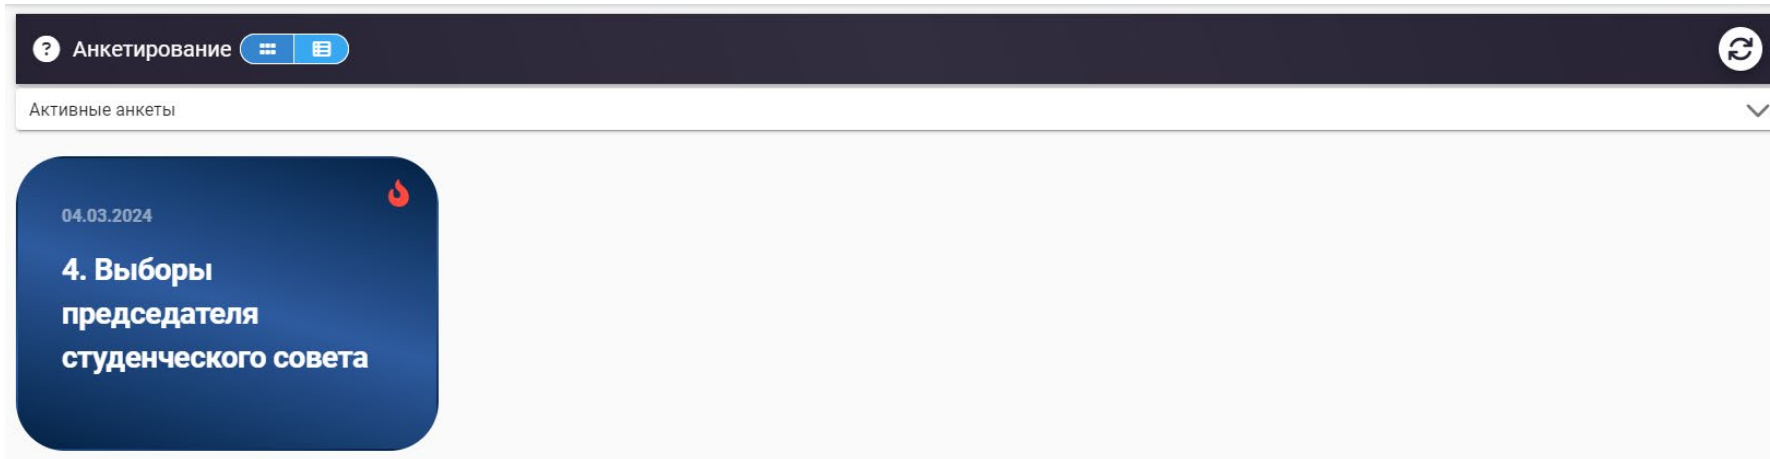 Анкетирование
Активные анкеты
04.03.2024
4. Выборы
председателя
студенческого совета